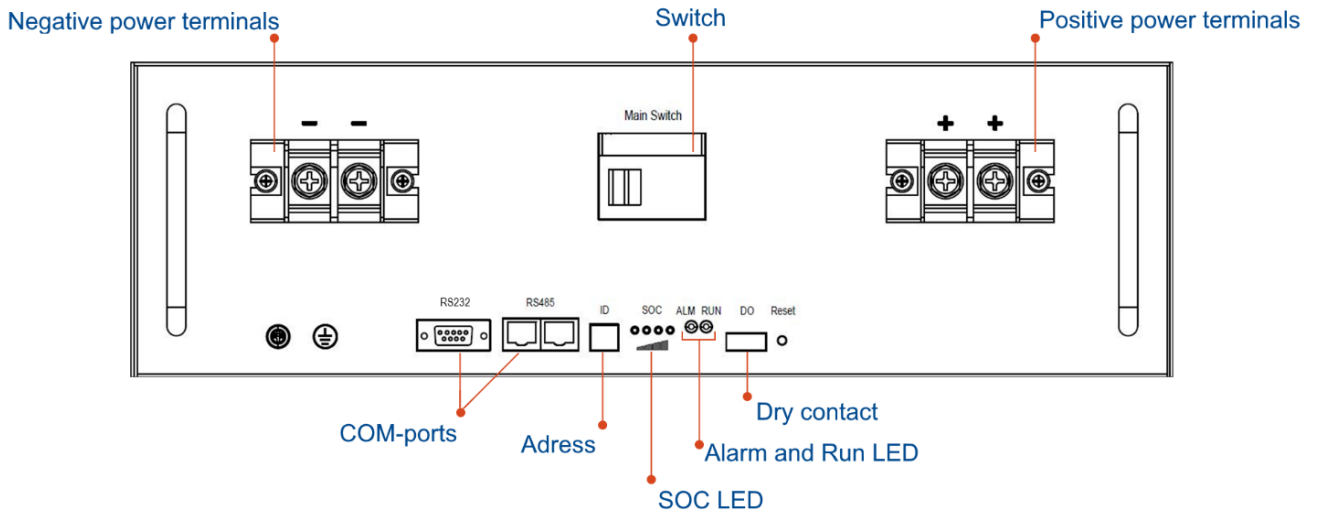 Negative power terminals
Switch
Positive power terminals
Main Switch
RS232
RS485
ID
SOC
ALM RUN
DO
Reset
COM-ports
Adress
SOC LED
Alarm and Run LED
Dry contact